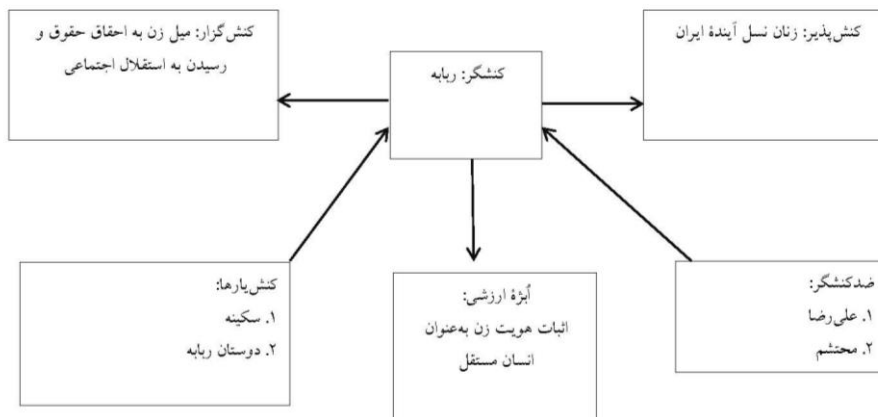 کنش‌پذیر: زنان نسل آیندۀ ایران
کنشگر: ربابه
کنش‌گزار: میل زن به احقاق حقوق و
رسیدن به استقلال اجتماعی
ضدکنشگر:
۱. علی‌رضا
۲. محتشم
اُبژۀ ارزشی:
اثبات هویت زن به‌عنوان
انسان مستقل
کنش‌یارها:
۱. سکینه
۲. دوستان ربابه